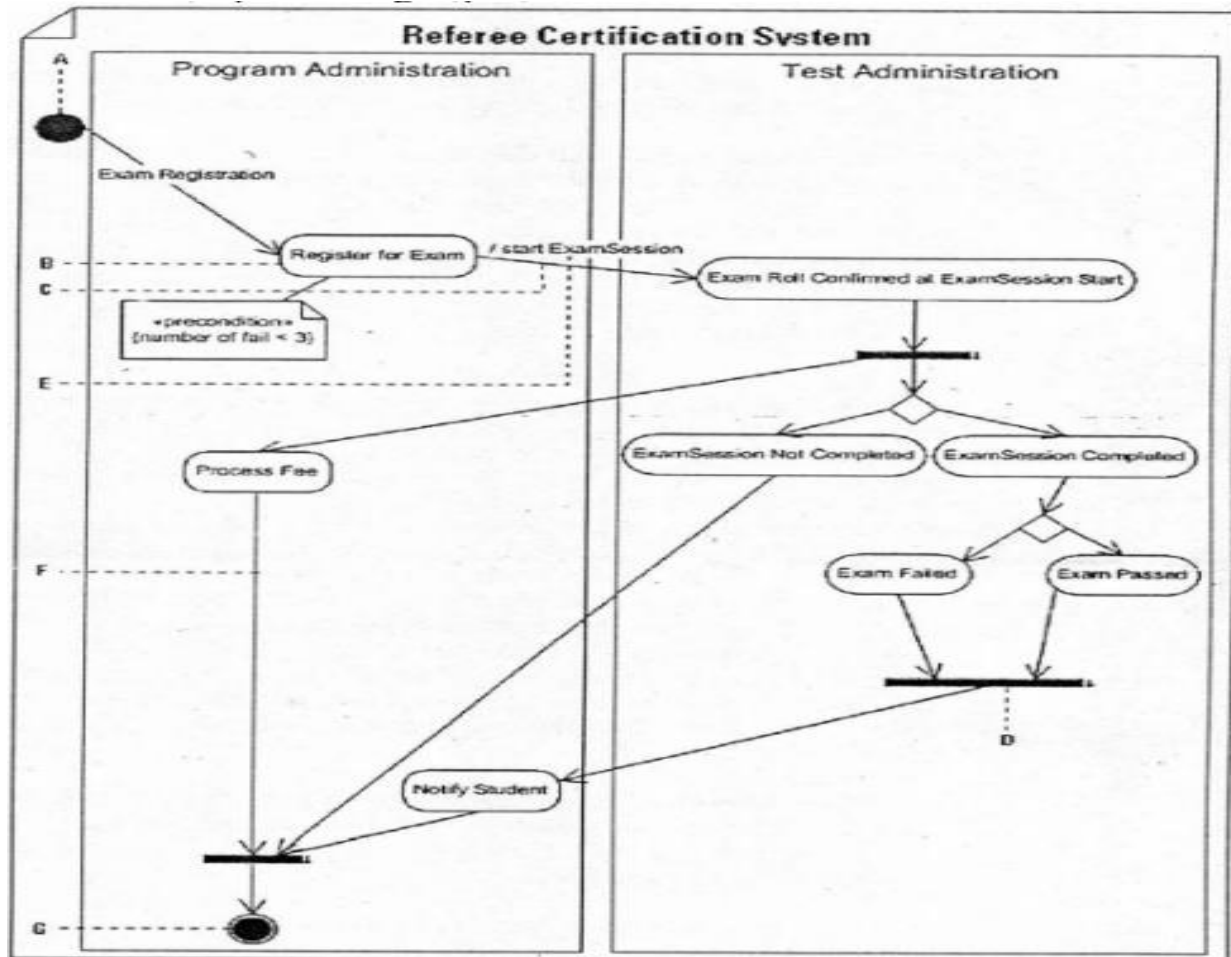 Referee Certification System
A
Program Administration
Test Administration
Exam Registration
Register for Exam
/ start ExamSession
B
C
Exam Roll Confirmed at ExamSession Start
«precondition»
{number of fail < 3}
E
Process Fee
ExamSession Not Completed
ExamSession Completed
F
Exam Failed
Exam Passed
D
Notify Student
G